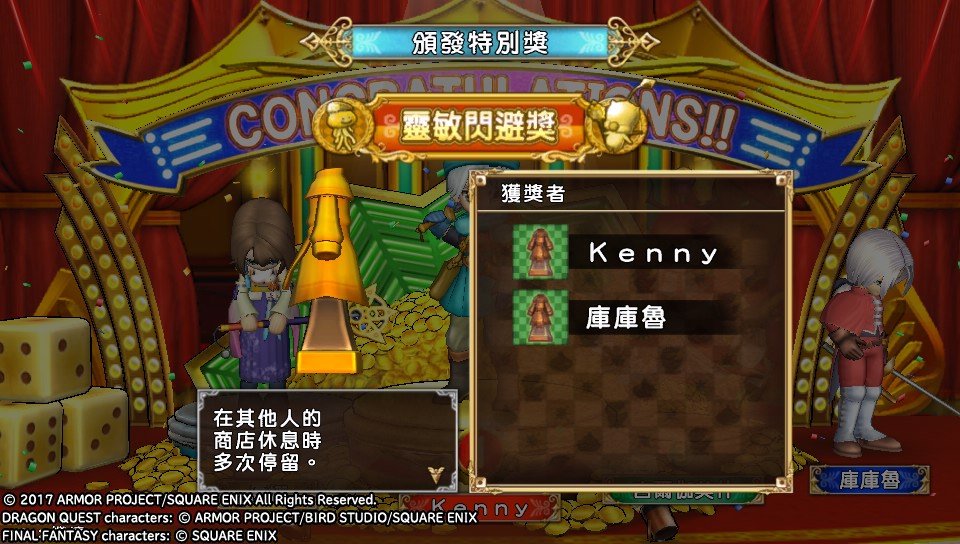 頒發特別獎
CONGRATULATIONS!!
靈敏閃避獎
獲獎者
Kenny
庫庫魯
在其他人的
商店休息時
多次停留。
庫庫魯
Kenny
© 2017 ARMOR PROJECT/SQUARE ENIX All Rights Reserved.
DRAGON QUEST characters: © ARMOR PROJECT/BIRD STUDIO/SQUARE ENIX
FINAL FANTASY characters: © SQUARE ENIX